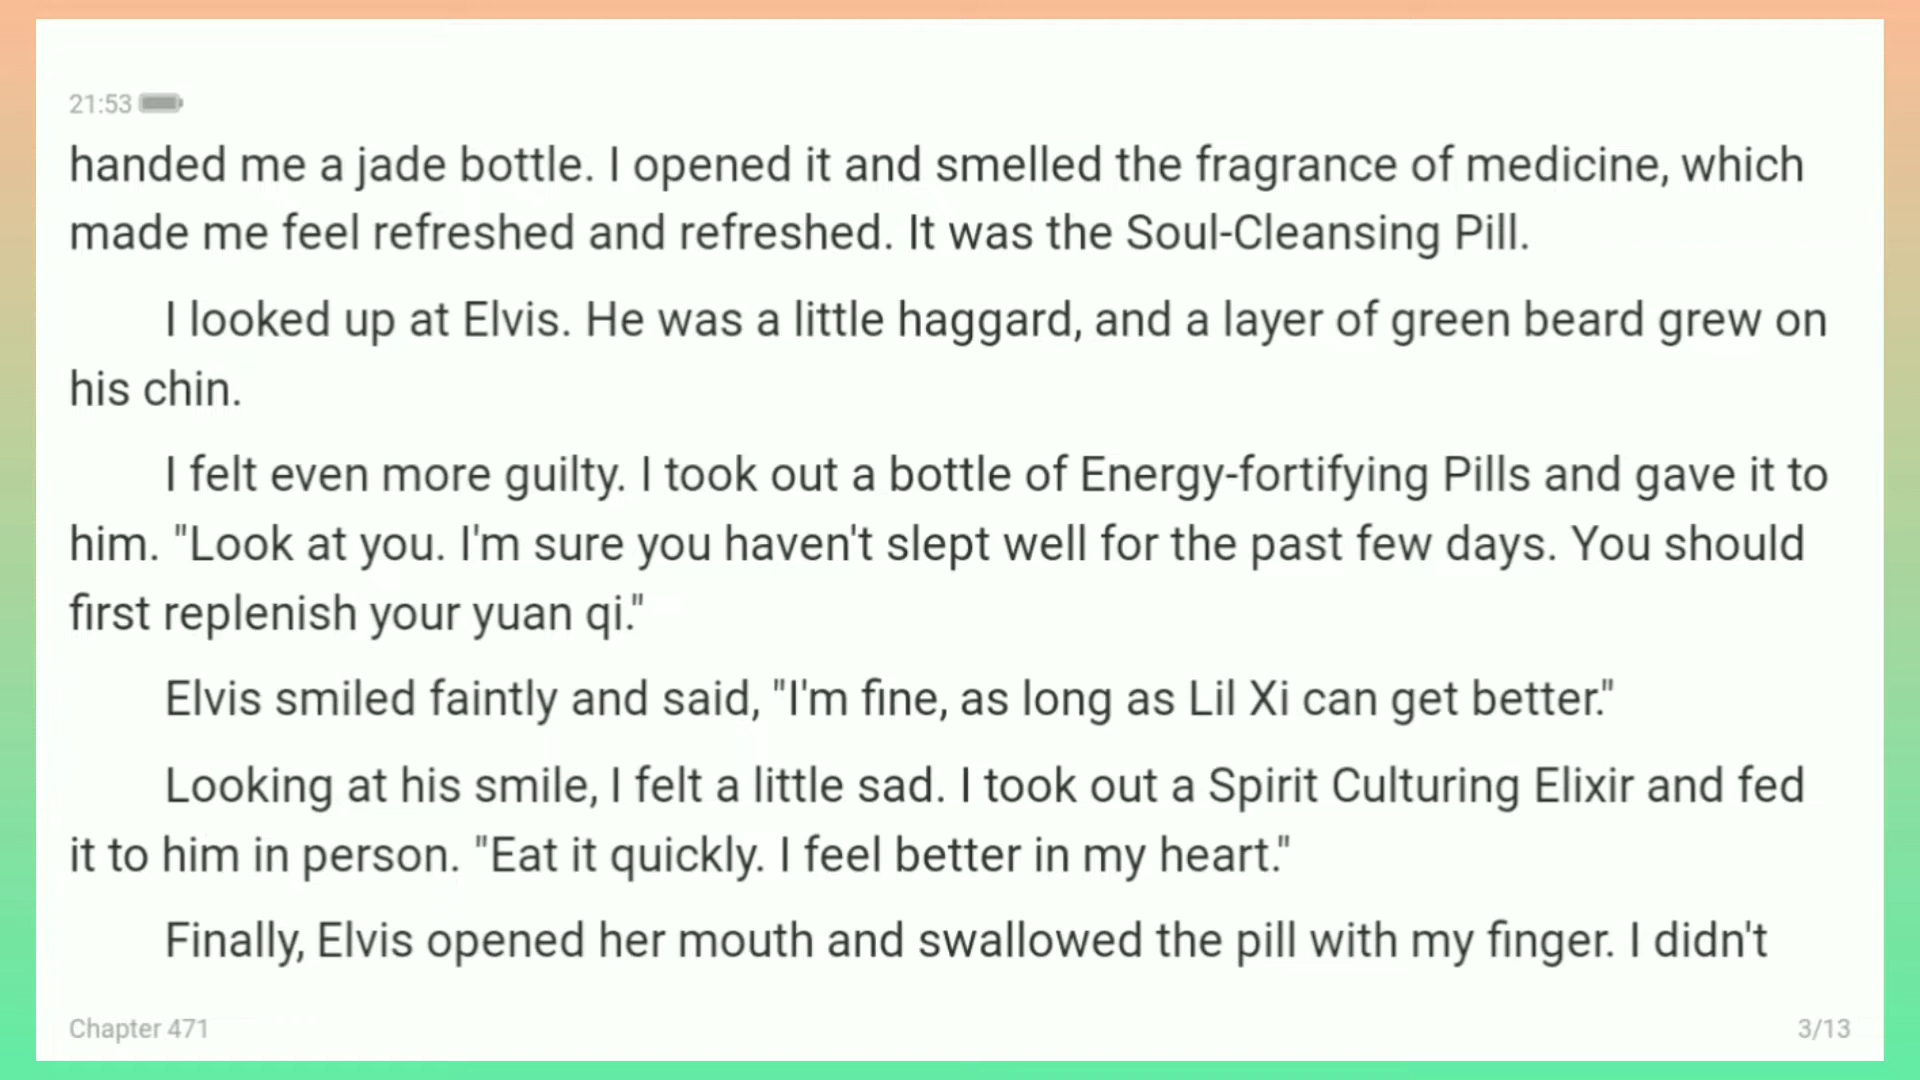 21:53
handed me a jade bottle. I opened it and smelled the fragrance of medicine, which
made me feel refreshed and refreshed. It was the Soul-Cleansing Pill.
I looked up at Elvis. He was a little haggard, and a layer of green beard grew on
his chin.
I felt even more guilty. I took out a bottle of Energy-fortifying Pills and gave it to
him. "Look at you. I'm sure you haven't slept well for the past few days. You should
first replenish your yuan qi."
Elvis smiled faintly and said, "I'm fine, as long as Lil Xi can get better."
Looking at his smile, I felt a little sad. I took out a Spirit Culturing Elixir and fed
it to him in person. "Eat it quickly. I feel better in my heart."
Finally, Elvis opened her mouth and swallowed the pill with my finger. I didn't
Chapter 471
3/13